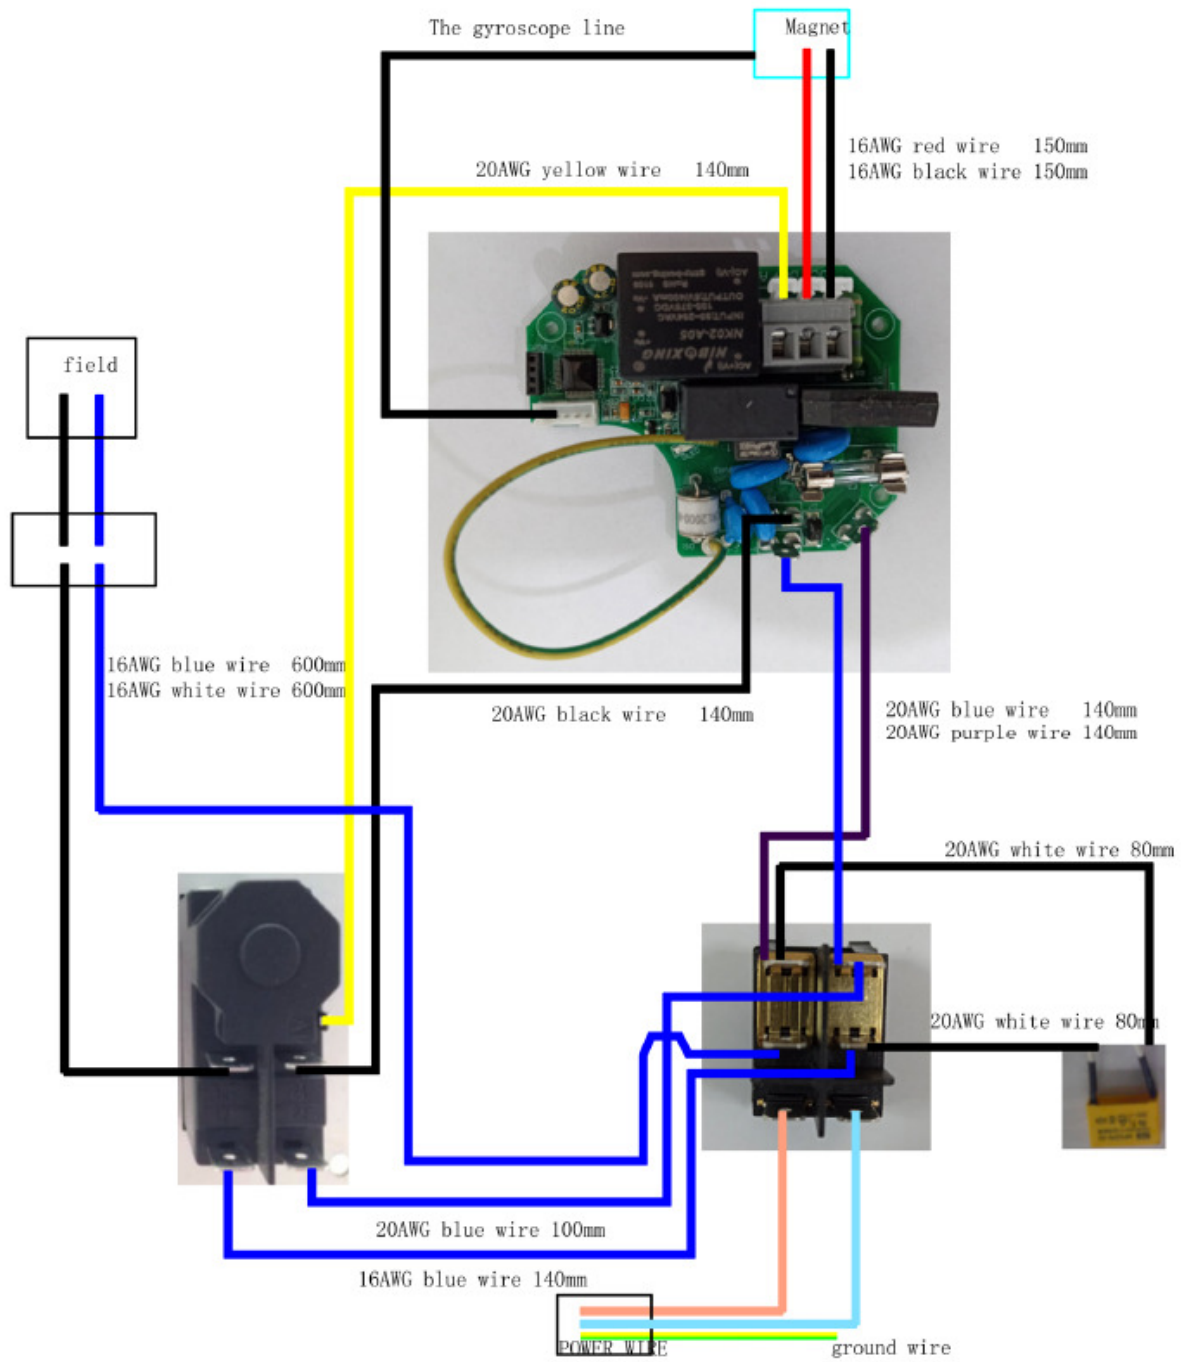 The gyroscope line
Magnet
16AWG red wire 150mm
16AWG black wire 150mm
20AWG yellow wire 140mm
field
16AWG blue wire 600mm
16AWG white wire 600mm
20AWG black wire 140mm
20AWG blue wire 140mm
20AWG purple wire 140mm
20AWG white wire 80mm
20AWG white wire 80mm
20AWG blue wire 100mm
16AWG blue wire 140mm
POWER WIRE
ground wire